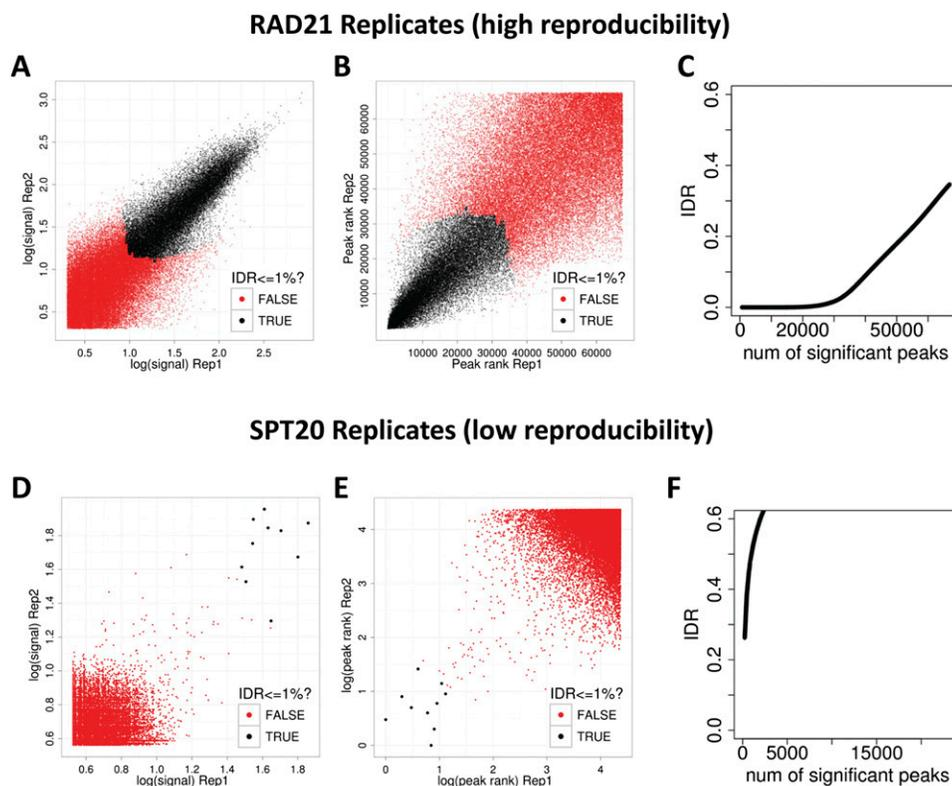 RAD21 Replicates (high reproducibility)
A
3.0
2.5
2.0
1.5
1.0
0.5
log(signal) Rep2
IDR<=1%?
FALSE
TRUE
0.5 1.0 1.5 2.0 2.5
log(signal) Rep1
B
60000
50000
40000
30000
20000
10000
Peak rank Rep2
IDR<=1%?
FALSE
TRUE
10000 20000 30000 40000 50000 60000
Peak rank Rep1
C
0.6
0.4
0.2
0.0
IDR
0 20000 50000
num of significant peaks
SPT20 Replicates (low reproducibility)
D
1.8
1.6
1.4
1.2
1.0
0.8
0.6
log(signal) Rep2
IDR<=1%?
FALSE
TRUE
0.6 0.8 1.0 1.2 1.4 1.6 1.8
log(signal) Rep1
E
4
3
2
1
0
log(peak rank) Rep2
IDR<=1%?
FALSE
TRUE
0 1 2 3 4
log(peak rank) Rep1
F
0.6
0.4
0.2
0.0
IDR
0 5000 15000
num of significant peaks